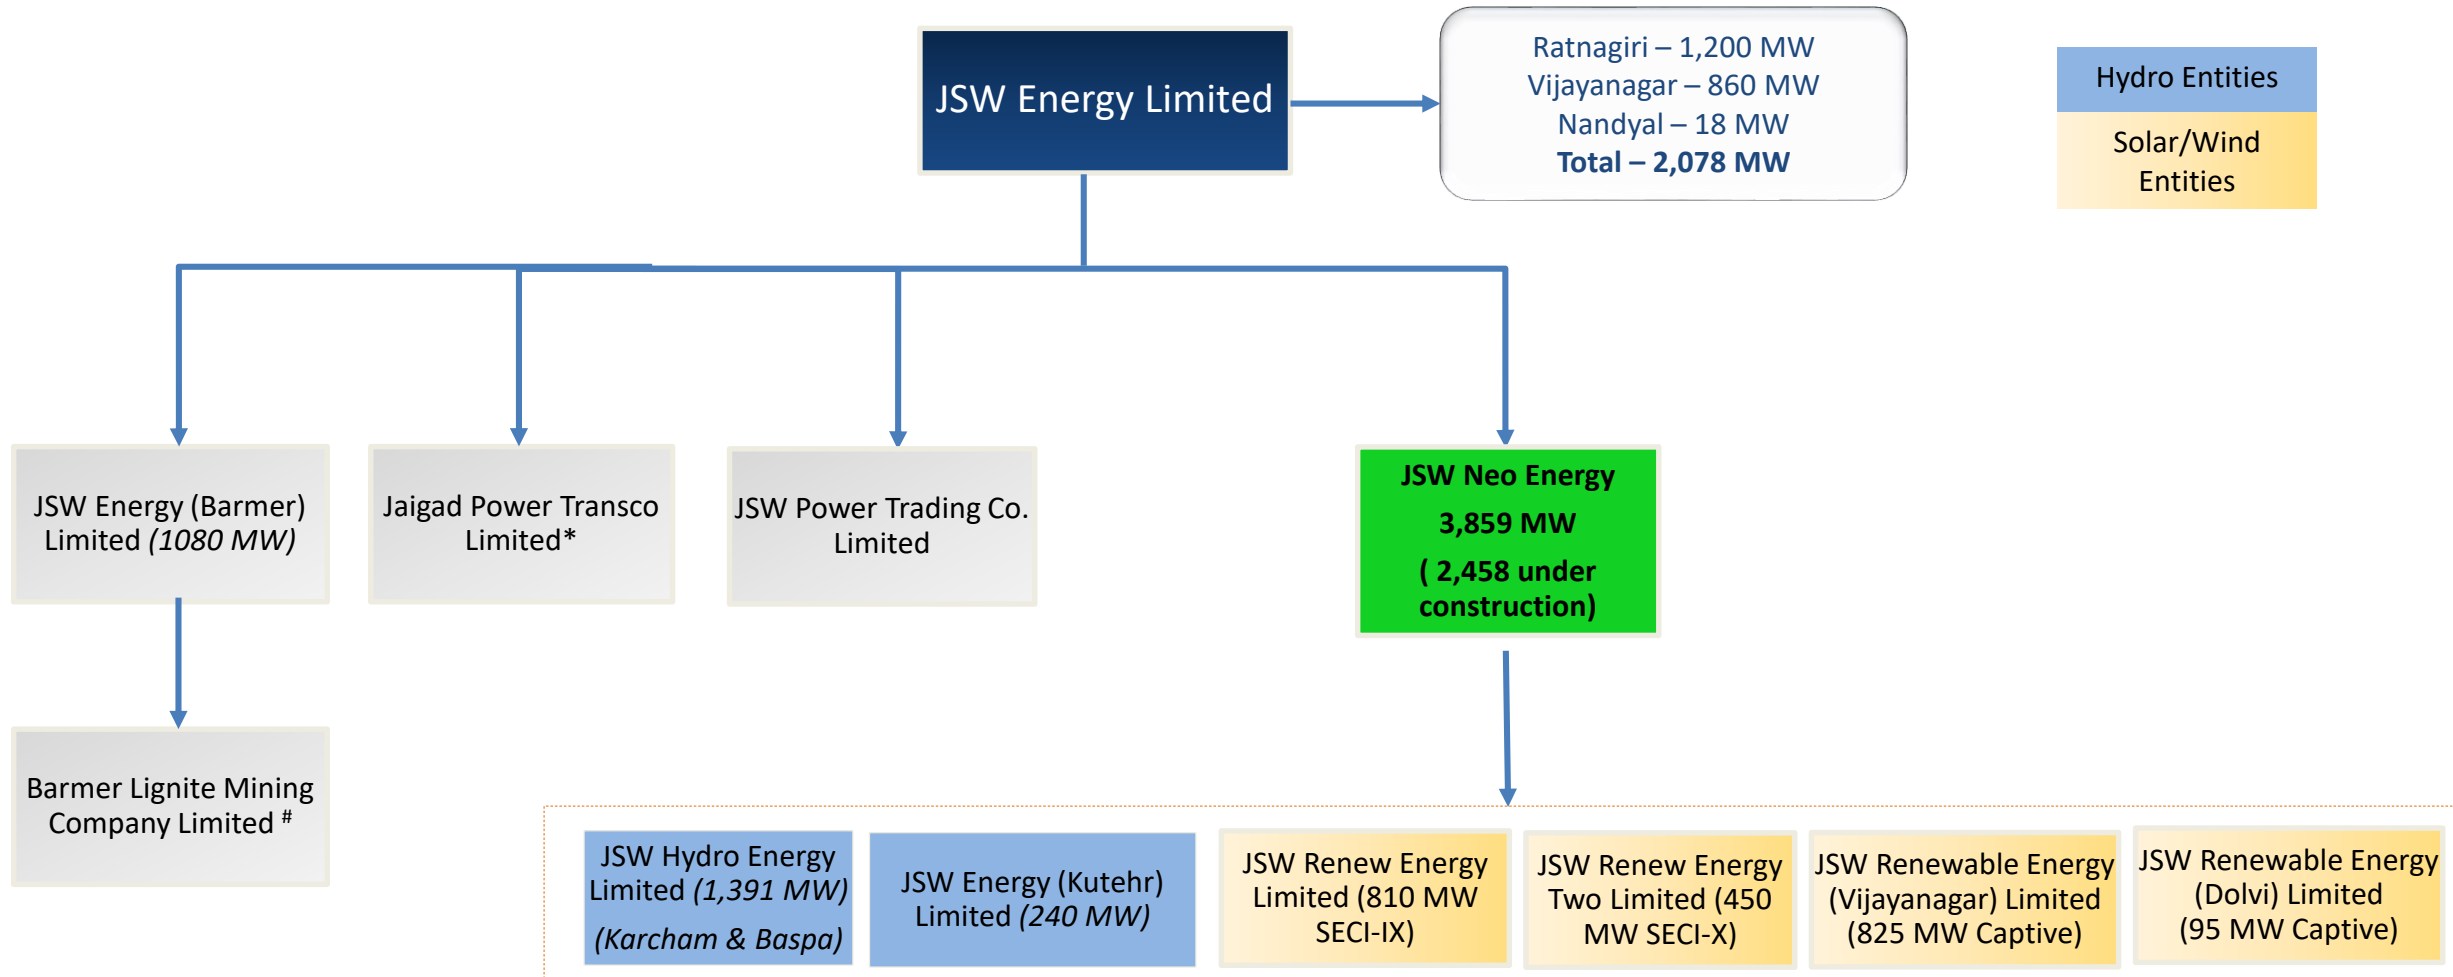 JSW Energy Limited
Ratnagiri – 1,200 MW
Vijayanagar – 860 MW
Nandyal – 18 MW
Total – 2,078 MW
Hydro Entities
Solar/Wind
Entities
JSW Energy (Barmer)
Limited (1080 MW)
Jaigad Power Transco
Limited*
JSW Power Trading Co.
Limited
JSW Neo Energy
3,859 MW
( 2,458 under
construction)
Barmer Lignite Mining
Company Limited #
JSW Hydro Energy
Limited (1,391 MW)
(Karcham & Baspa)
JSW Energy (Kutehr)
Limited (240 MW)
JSW Renew Energy
Limited (810 MW
SECI-IX)
JSW Renew Energy
Two Limited (450
MW SECI-X)
JSW Renewable Energy
(Vijayanagar) Limited
(825 MW Captive)
JSW Renewable Energy
(Dolvi) Limited
(95 MW Captive)